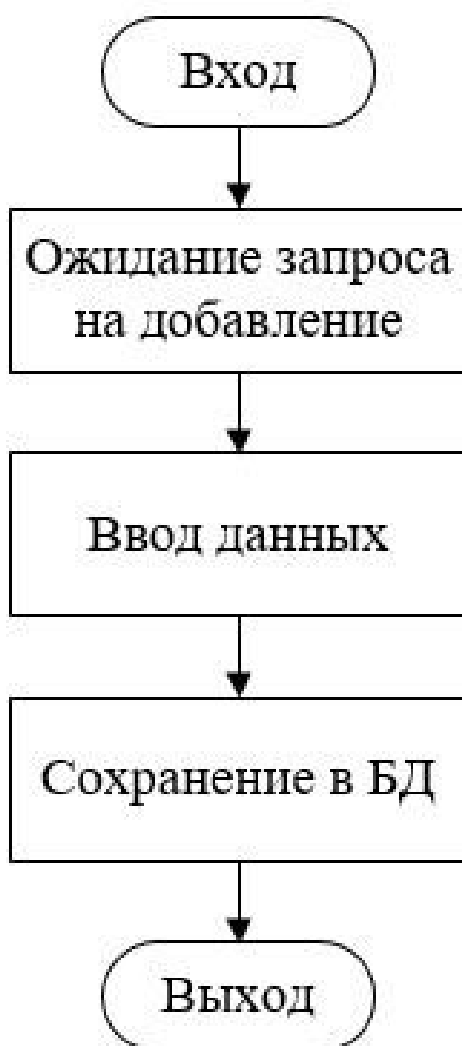 Вход
Ожидание запроса
на добавление
Ввод данных
Сохранение в БД
Выход